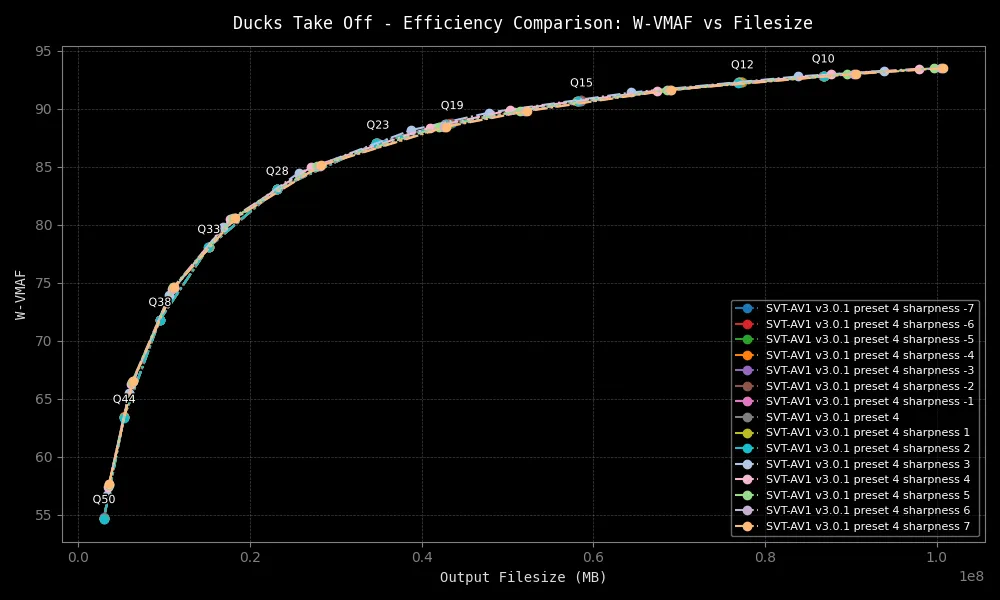 Ducks Take Off - Efficiency Comparison: W-VMAF vs Filesize
95
90
85
80
75
70
65
60
55
W-VMAF
Q50
Q44
Q38
Q33
Q28
Q23
Q19
Q15
Q12
Q10
SVT-AV1 v3.0.1 preset 4 sharpness -7
SVT-AV1 v3.0.1 preset 4 sharpness -6
SVT-AV1 v3.0.1 preset 4 sharpness -5
SVT-AV1 v3.0.1 preset 4 sharpness -4
SVT-AV1 v3.0.1 preset 4 sharpness -3
SVT-AV1 v3.0.1 preset 4 sharpness -2
SVT-AV1 v3.0.1 preset 4 sharpness -1
SVT-AV1 v3.0.1 preset 4
SVT-AV1 v3.0.1 preset 4 sharpness 1
SVT-AV1 v3.0.1 preset 4 sharpness 2
SVT-AV1 v3.0.1 preset 4 sharpness 3
SVT-AV1 v3.0.1 preset 4 sharpness 4
SVT-AV1 v3.0.1 preset 4 sharpness 5
SVT-AV1 v3.0.1 preset 4 sharpness 6
SVT-AV1 v3.0.1 preset 4 sharpness 7
0.0 0.2 0.4 0.6 0.8 1.0
1e8
Output Filesize (MB)